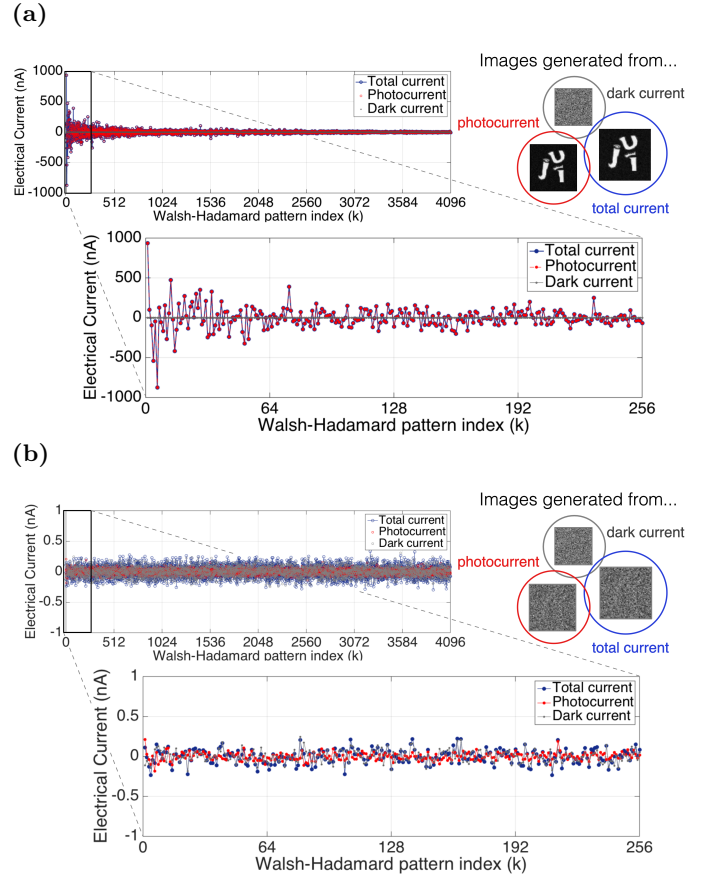 (a)
Images generated from...
dark current
photocurrent
total current
Electrical Current (nA)
1000
500
0
-500
-1000
Total current
Photocurrent
Dark current
0 512 1024 1536 2048 2560 3072 3584 4096
Walsh-Hadamard pattern index (k)
Electrical Current (nA)
1000
500
0
-500
-1000
Total current
Photocurrent
Dark current
0 64 128 192 256
Walsh-Hadamard pattern index (k)
(b)
Images generated from...
dark current
photocurrent
total current
Electrical Current (nA)
1
0.5
0
-0.5
-1
Total current
Photocurrent
Dark current
0 512 1024 1536 2048 2560 3072 3584 4096
Walsh-Hadamard pattern index (k)
Electrical Current (nA)
1
0.5
0
-0.5
-1
Total current
Photocurrent
Dark current
0 64 128 192 256
Walsh-Hadamard pattern index (k)